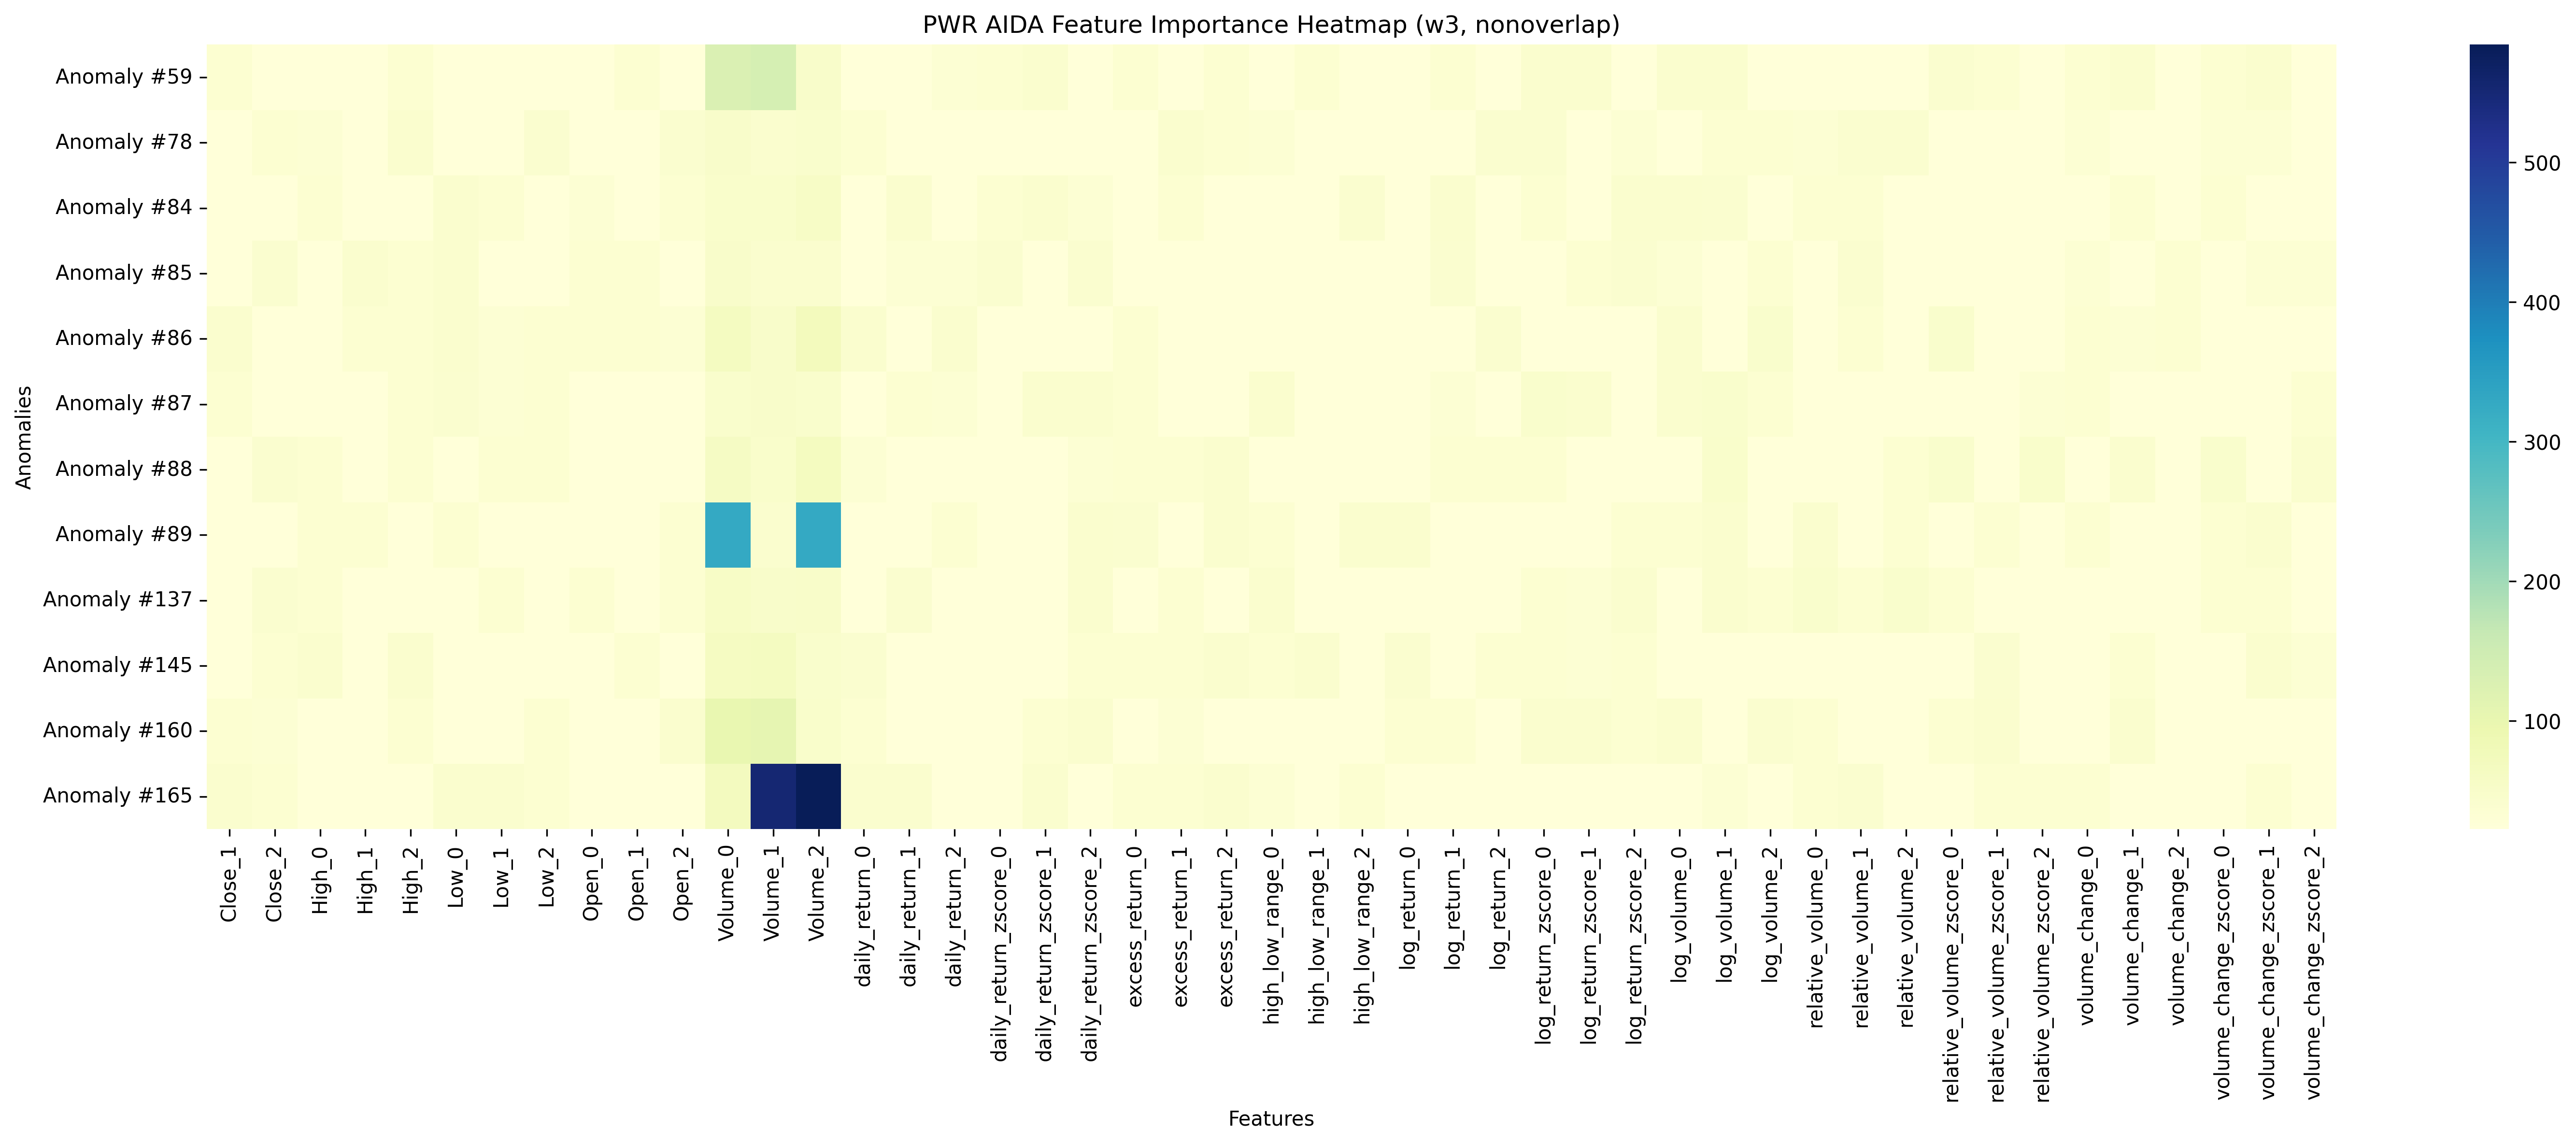 PWR AIDA Feature Importance Heatmap (w3, nonoverlap)
Anomalies
Anomaly #59
Anomaly #78
Anomaly #84
Anomaly #85
Anomaly #86
Anomaly #87
Anomaly #88
Anomaly #89
Anomaly #137
Anomaly #145
Anomaly #160
Anomaly #165
500
400
300
200
100
Close_1
Close_2
High_0
High_1
High_2
Low_0
Low_1
Low_2
Open_0
Open_1
Open_2
Volume_0
Volume_1
Volume_2
daily_return_0
daily_return_1
daily_return_2
daily_return_zscore_0
daily_return_zscore_1
daily_return_zscore_2
excess_return_0
excess_return_1
excess_return_2
high_low_range_0
high_low_range_1
high_low_range_2
log_return_0
log_return_1
log_return_2
log_return_zscore_0
log_return_zscore_1
log_return_zscore_2
log_volume_0
log_volume_1
log_volume_2
relative_volume_0
relative_volume_1
relative_volume_2
relative_volume_zscore_0
relative_volume_zscore_1
relative_volume_zscore_2
volume_change_0
volume_change_1
volume_change_2
volume_change_zscore_0
volume_change_zscore_1
volume_change_zscore_2
Features